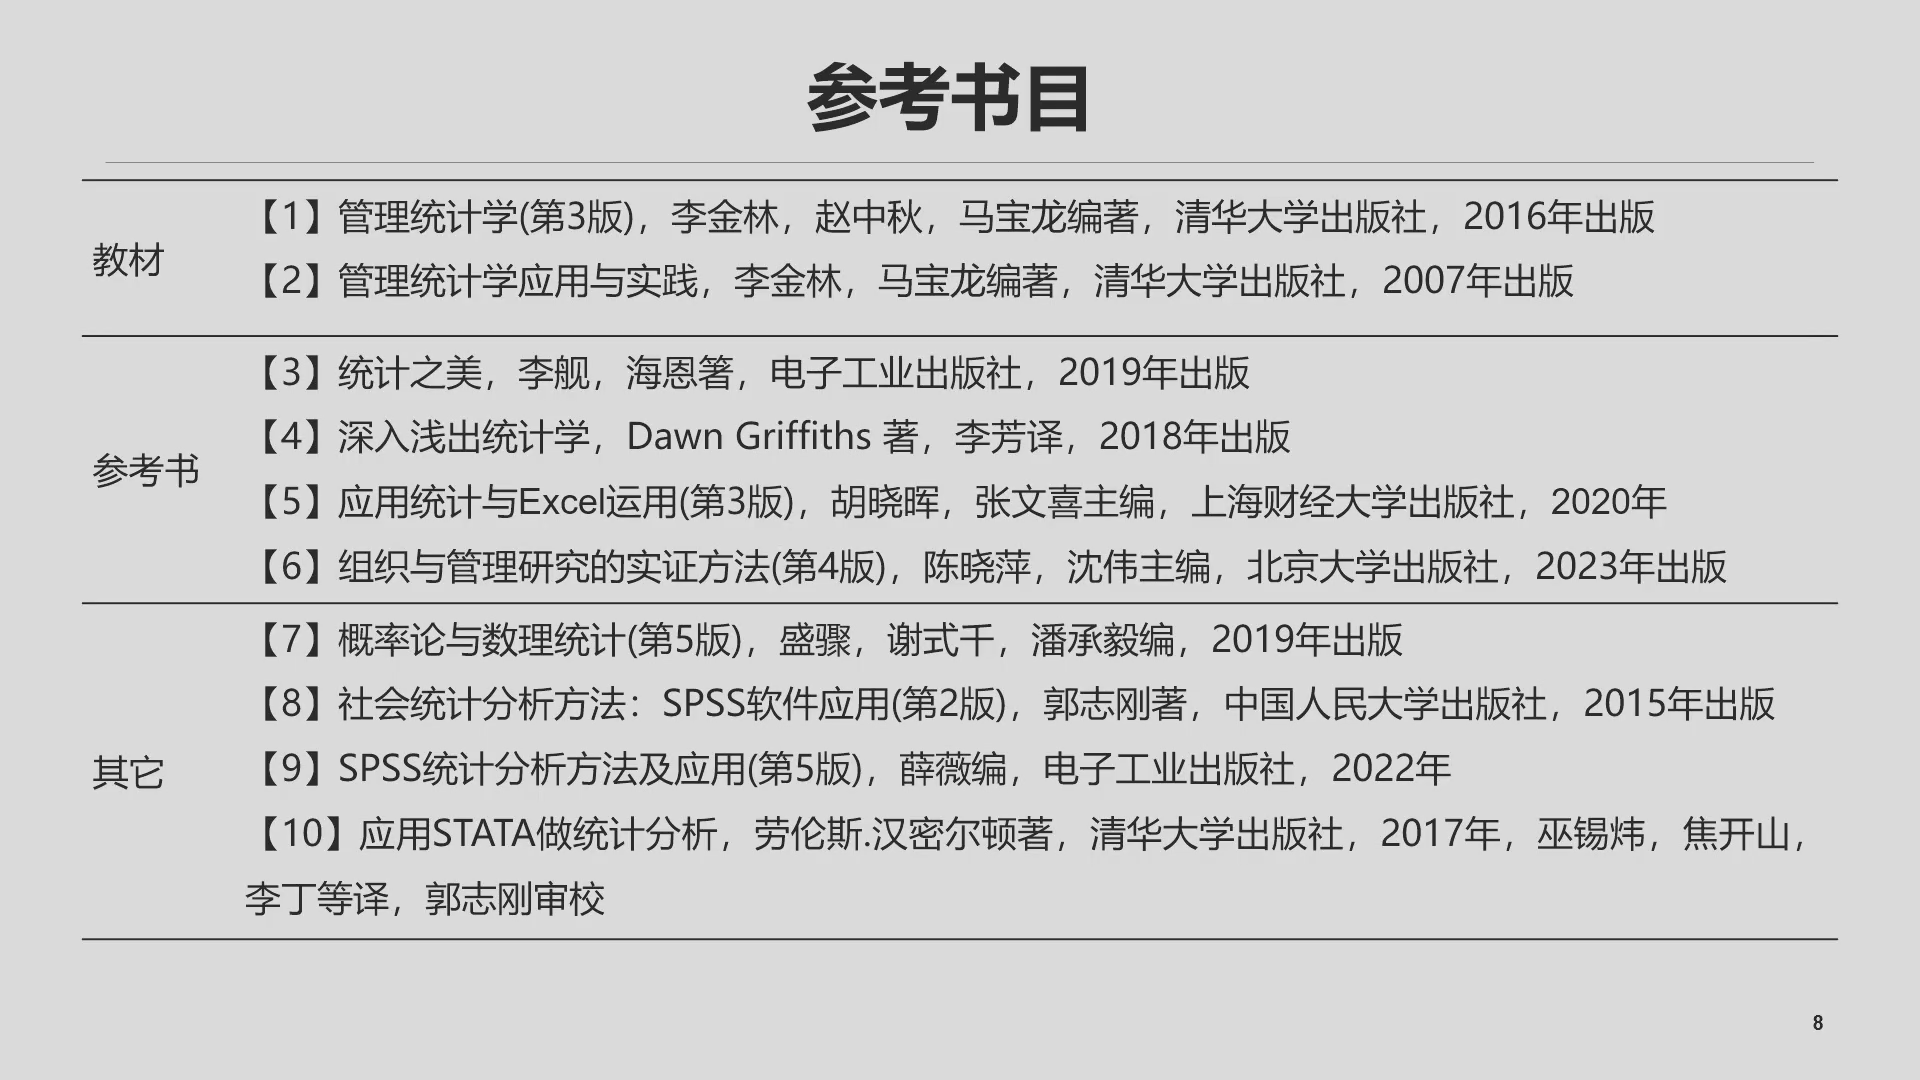 参考书目
教材
【1】管理统计学(第3版)，李金林，赵中秋，马宝龙编著，清华大学出版社，2016年出版
【2】管理统计学应用与实践，李金林，马宝龙编著，清华大学出版社，2007年出版
参考书
【3】统计之美，李舰，海恩箸，电子工业出版社，2019年出版
【4】深入浅出统计学，Dawn Griffiths 著，李芳译，2018年出版
【5】应用统计与Excel运用(第3版)，胡晓晖，张文喜主编，上海财经大学出版社，2020年
【6】组织与管理研究的实证方法(第4版)，陈晓萍，沈伟主编，北京大学出版社，2023年出版
其它
【7】概率论与数理统计(第5版)，盛骤，谢式千，潘承毅编，2019年出版
【8】社会统计分析方法：SPSS软件应用(第2版)，郭志刚著，中国人民大学出版社，2015年出版
【9】SPSS统计分析方法及应用(第5版)，薛薇编，电子工业出版社，2022年
【10】应用STATA做统计分析，劳伦斯.汉密尔顿著，清华大学出版社，2017年，巫锡炜，焦开山，
李丁等译，郭志刚审校
8